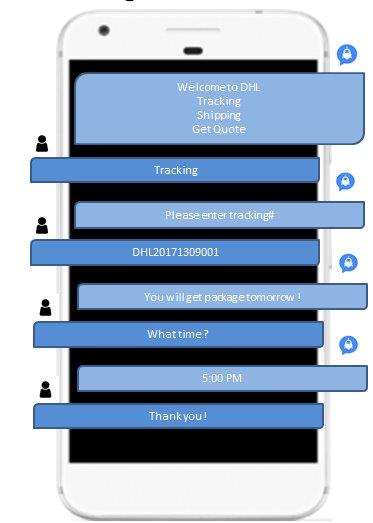 Welcome to DHL
Tracking
Shipping
Get Quote
Tracking
Please enter tracking#
DHL20171309001
You will get package tomorrow !
What time ?
5:00 PM
Thank you !